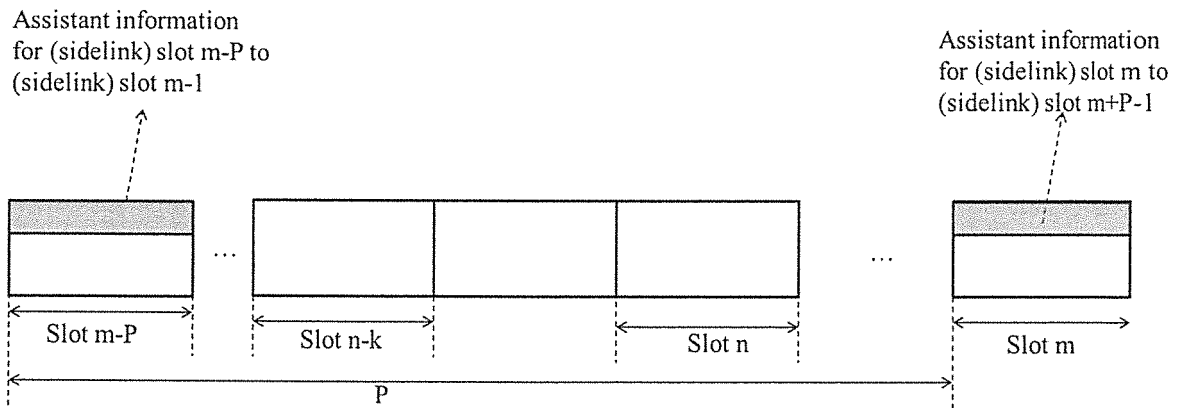 Assistant information
for (sidelink) slot m-P to
(sidelink) slot m-1
Assistant information
for (sidelink) slot m to
(sidelink) slot m+P-1
...
...
Slot m-P
Slot n-k
Slot n
Slot m
P